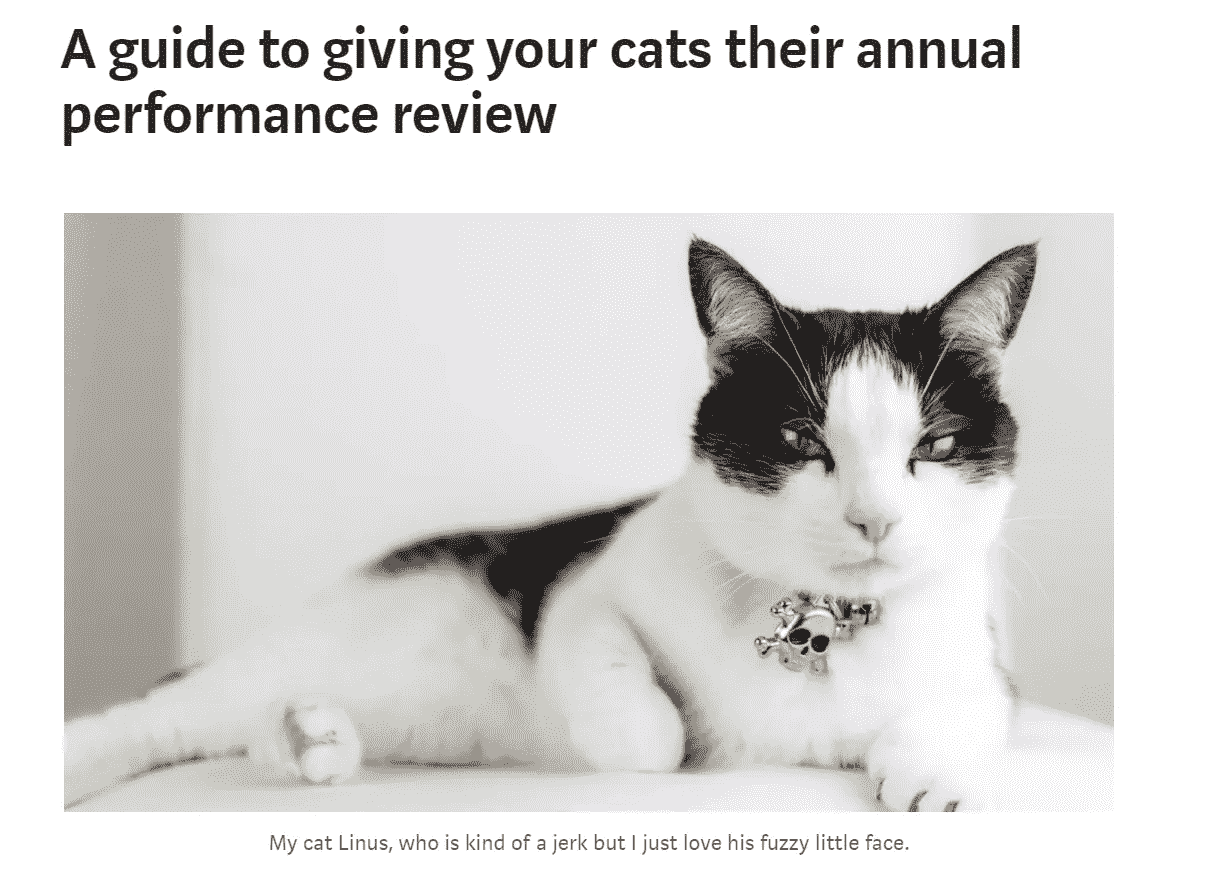 A guide to giving your cats their annual
performance review
My cat Linus, who is kind of a jerk but I just love his fuzzy little face.